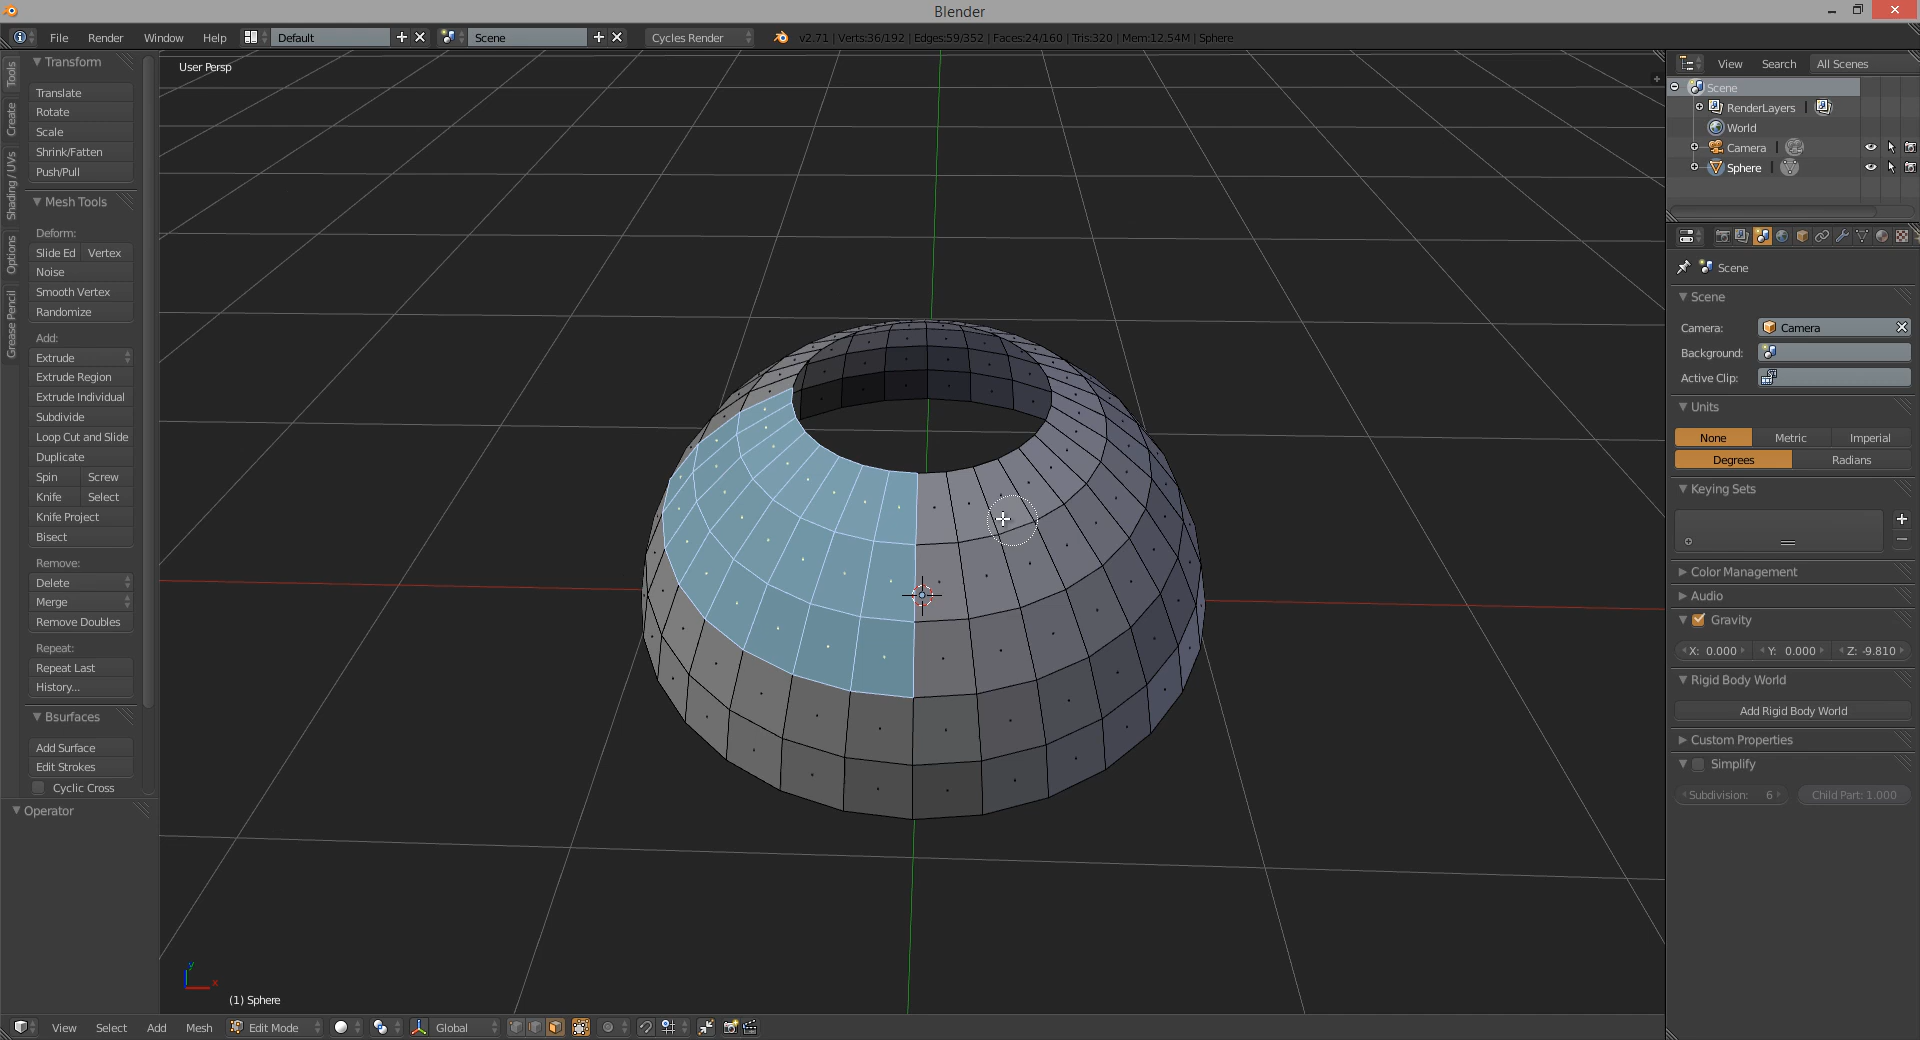 Blender
File Render Window Help Default Scene Cycles Render v2.71 | Verts:36/192 | Edges:59/352 | Faces:24/160 | Tris:320 | Mem:12.54M | Sphere
Tools
Create
Shading / UVs
Options
Grease Pencil
Transform
Translate
Rotate
Scale
Shrink/Fatten
Push/Pull
Mesh Tools
Deform:
Slide Ed Vertex
Noise
Smooth Vertex
Randomize
Add:
Extrude
Extrude Region
Extrude Individual
Subdivide
Loop Cut and Slide
Duplicate
Spin Screw
Knife Select
Knife Project
Bisect
Remove:
Delete
Merge
Remove Doubles
Repeat:
Repeat Last
History...
Bsurfaces
Add Surface
Edit Strokes
Cyclic Cross
Operator
User Persp
y
x
(1) Sphere
View Select Add Mesh Edit Mode Global
View Search All Scenes
Scene
RenderLayers
World
Camera
Sphere
Scene
Scene
Camera: Camera
Background:
Active Clip:
Units
None Metric Imperial
Degrees Radians
Keying Sets
Color Management
Audio
Gravity
X: 0.000 Y: 0.000 Z: -9.810
Rigid Body World
Add Rigid Body World
Custom Properties
Simplify
Subdivision: 6 Child Part: 1.000